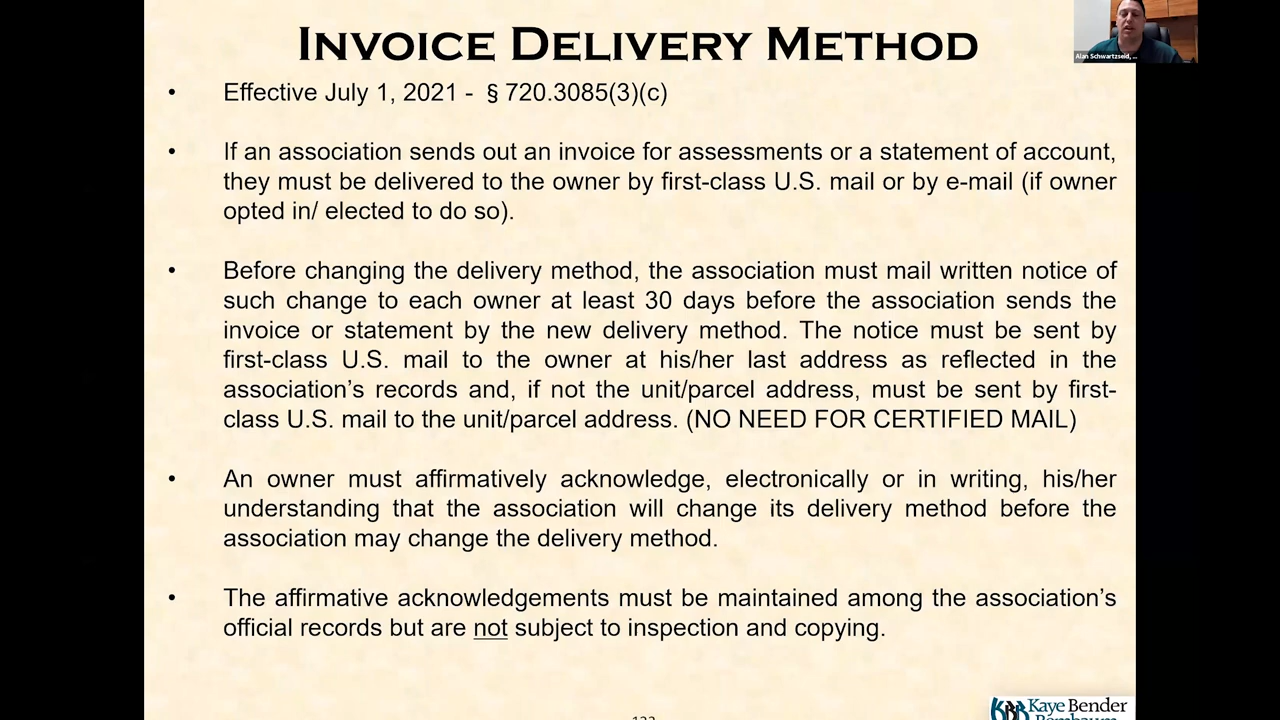 INVOICE DELIVERY METHOD
Alan Schwartzseid, ...
• Effective July 1, 2021 - § 720.3085(3)(c)
• If an association sends out an invoice for assessments or a statement of account,
they must be delivered to the owner by first-class U.S. mail or by e-mail (if owner
opted in/ elected to do so).
• Before changing the delivery method, the association must mail written notice of
such change to each owner at least 30 days before the association sends the
invoice or statement by the new delivery method. The notice must be sent by
first-class U.S. mail to the owner at his/her last address as reflected in the
association's records and, if not the unit/parcel address, must be sent by first-
class U.S. mail to the unit/parcel address. (NO NEED FOR CERTIFIED MAIL)
• An owner must affirmatively acknowledge, electronically or in writing, his/her
understanding that the association will change its delivery method before the
association may change the delivery method.
• The affirmative acknowledgements must be maintained among the association's
official records but are not subject to inspection and copying.
KBR Kaye Bender
Rembaum